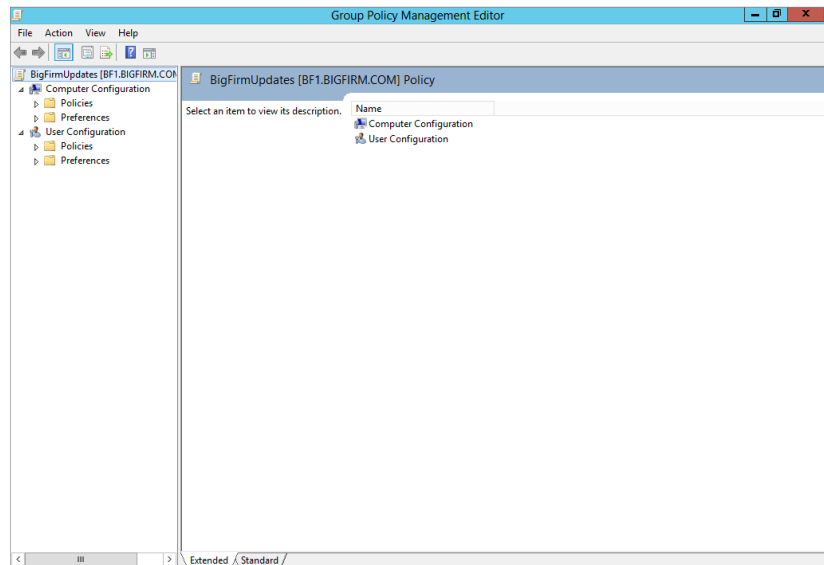 Group Policy Management Editor
File Action View Help
BigFirmUpdates [BF1.BIGFIRM.CON
Computer Configuration
Policies
Preferences
User Configuration
Policies
Preferences
BigFirmUpdates [BF1.BIGFIRM.COM] Policy
Select an item to view its description.
Name
Computer Configuration
User Configuration
Extended Standard